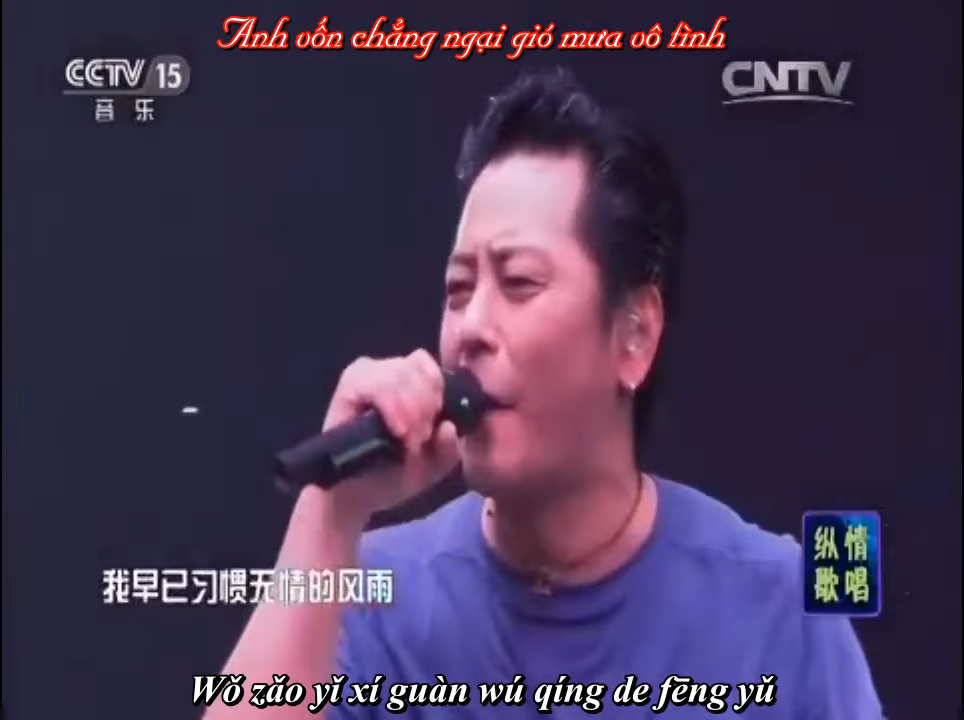 Anh vốn chẳng ngại gió mưa vô tình
CCTV 15
音乐
CNTV
纵情
歌唱
我早已习惯无情的风雨
Wǒ zǎo yǐ xí guàn wú qíng de fēng yǔ